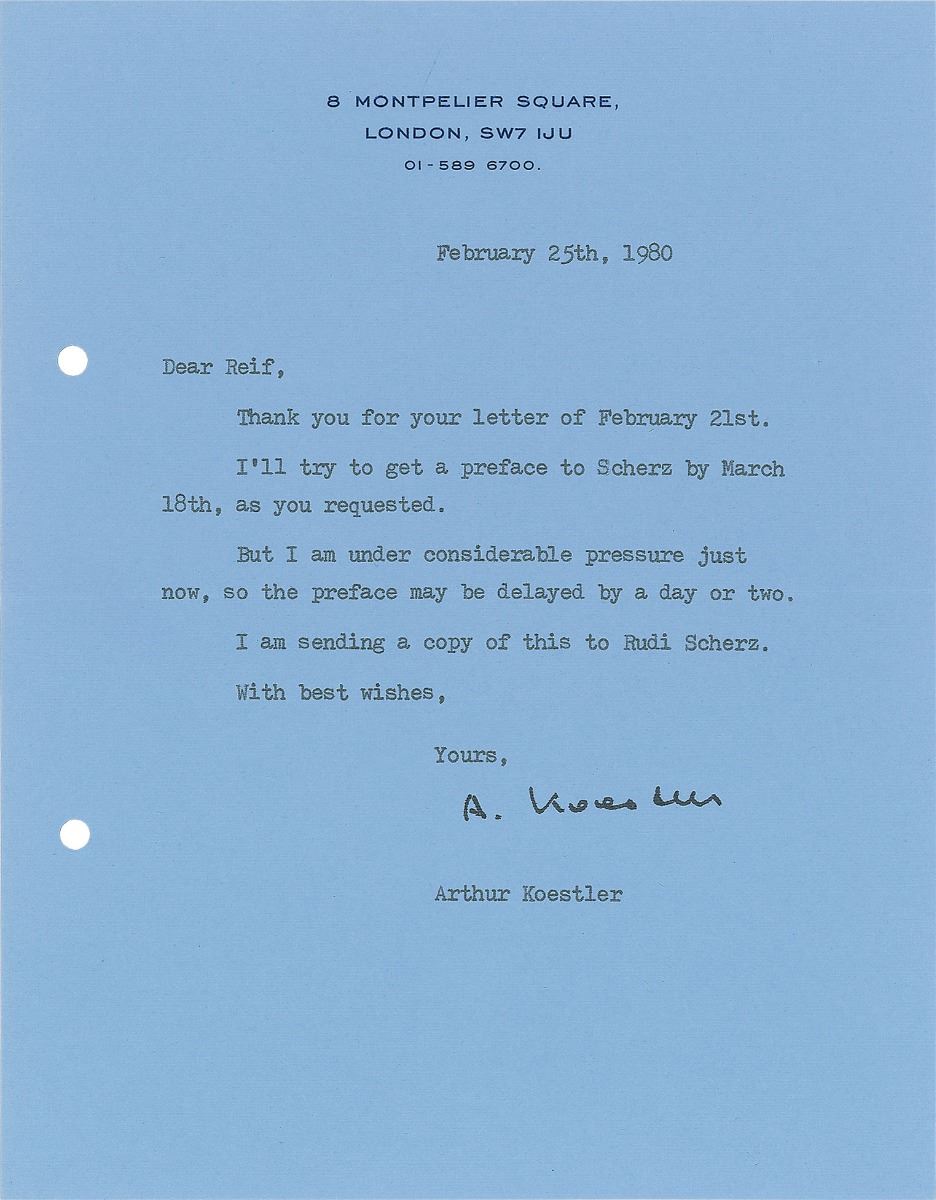 8 MONTPELIER SQUARE,
LONDON, SW7 1JU
01-589 6700.
February 25th, 1980
Dear Reif,
Thank you for your letter of February 21st.
I'll try to get a preface to Scherz by March
18th, as you requested.
But I am under considerable pressure just
now, so the preface may be delayed by a day or two.
I am sending a copy of this to Rudi Scherz.
With best wishes,
Yours,
A. Koestler
Arthur Koestler